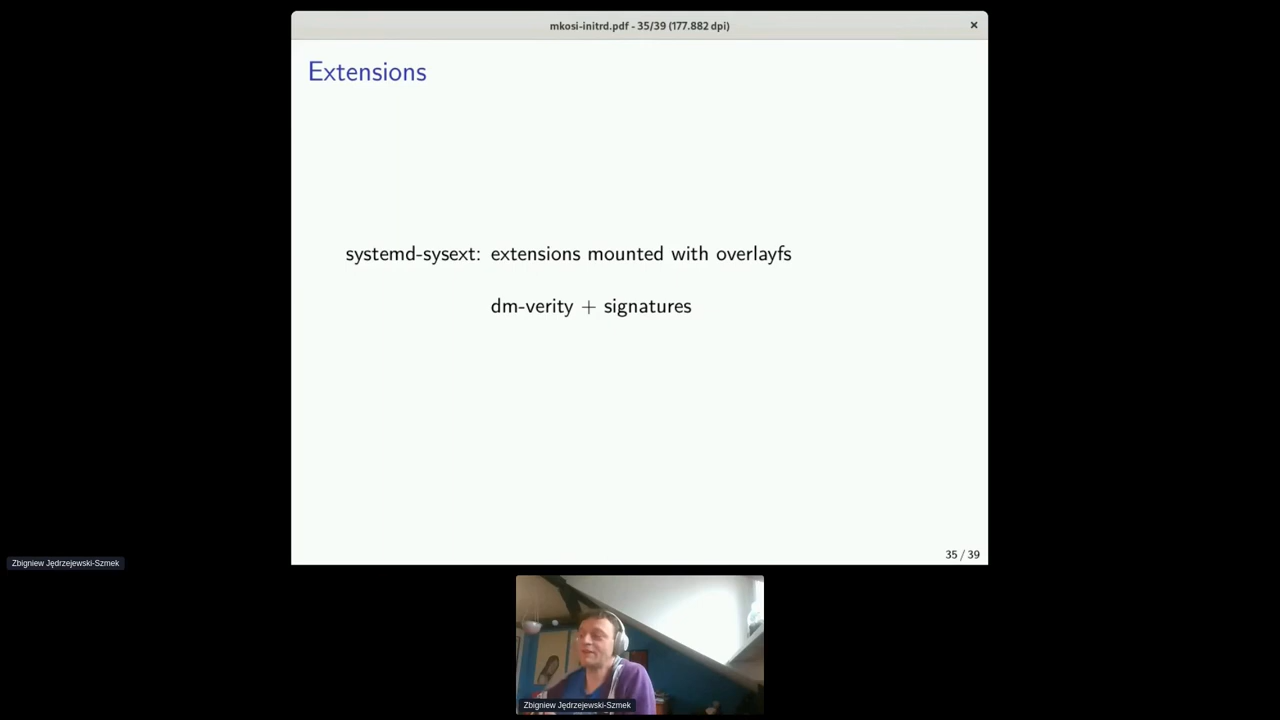 mkosi-initrd.pdf - 35/39 (177.882 dpi)
Extensions
systemd-sysext: extensions mounted with overlayfs
dm-verity + signatures
35 / 39
Zbigniew Jędrzejewski-Szmek
Zbigniew Jędrzejewski-Szmek